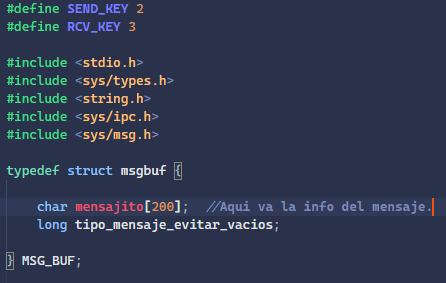 #define SEND_KEY 2
#define RCV_KEY 3
#include <stdio.h>
#include <sys/types.h>
#include <string.h>
#include <sys/ipc.h>
#include <sys/msg.h>
typedef struct msgbuf {
char mensajito[200]; //Aqui va la info del mensaje.
long tipo_mensaje_evitar_vacios;
} MSG_BUF;